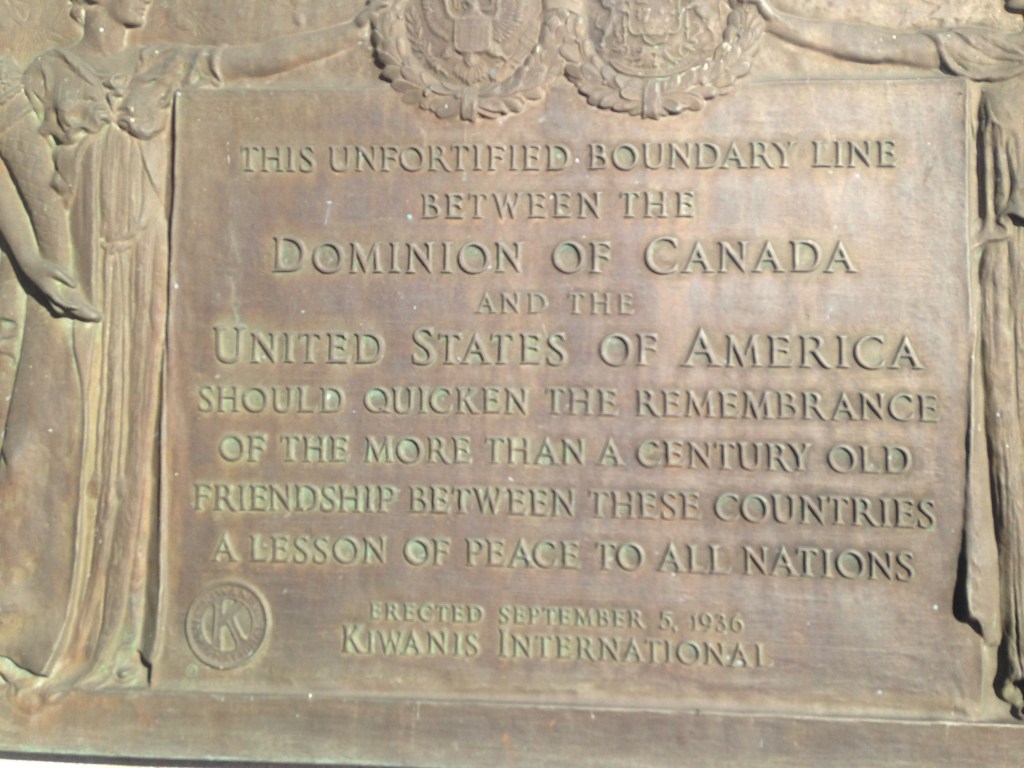 THIS UNFORTIFIED BOUNDARY LINE
BETWEEN THE
DOMINION OF CANADA
AND THE
UNITED STATES OF AMERICA
SHOULD QUICKEN THE REMEMBRANCE
OF THE MORE THAN A CENTURY OLD
FRIENDSHIP BETWEEN THESE COUNTRIES
A LESSON OF PEACE TO ALL NATIONS
ERECTED SEPTEMBER 5, 1936
KIWANIS INTERNATIONAL
K